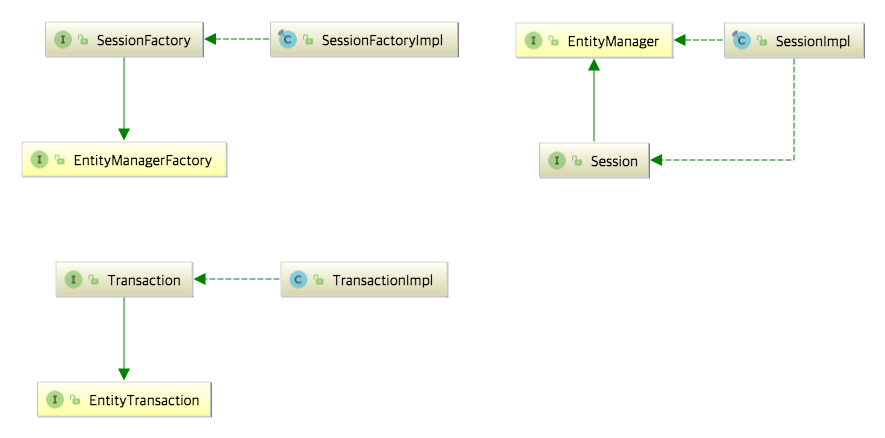 I SessionFactory
C SessionFactoryImpl
I EntityManager
C SessionImpl
I EntityManagerFactory
I Session
I Transaction
C TransactionImpl
I EntityTransaction